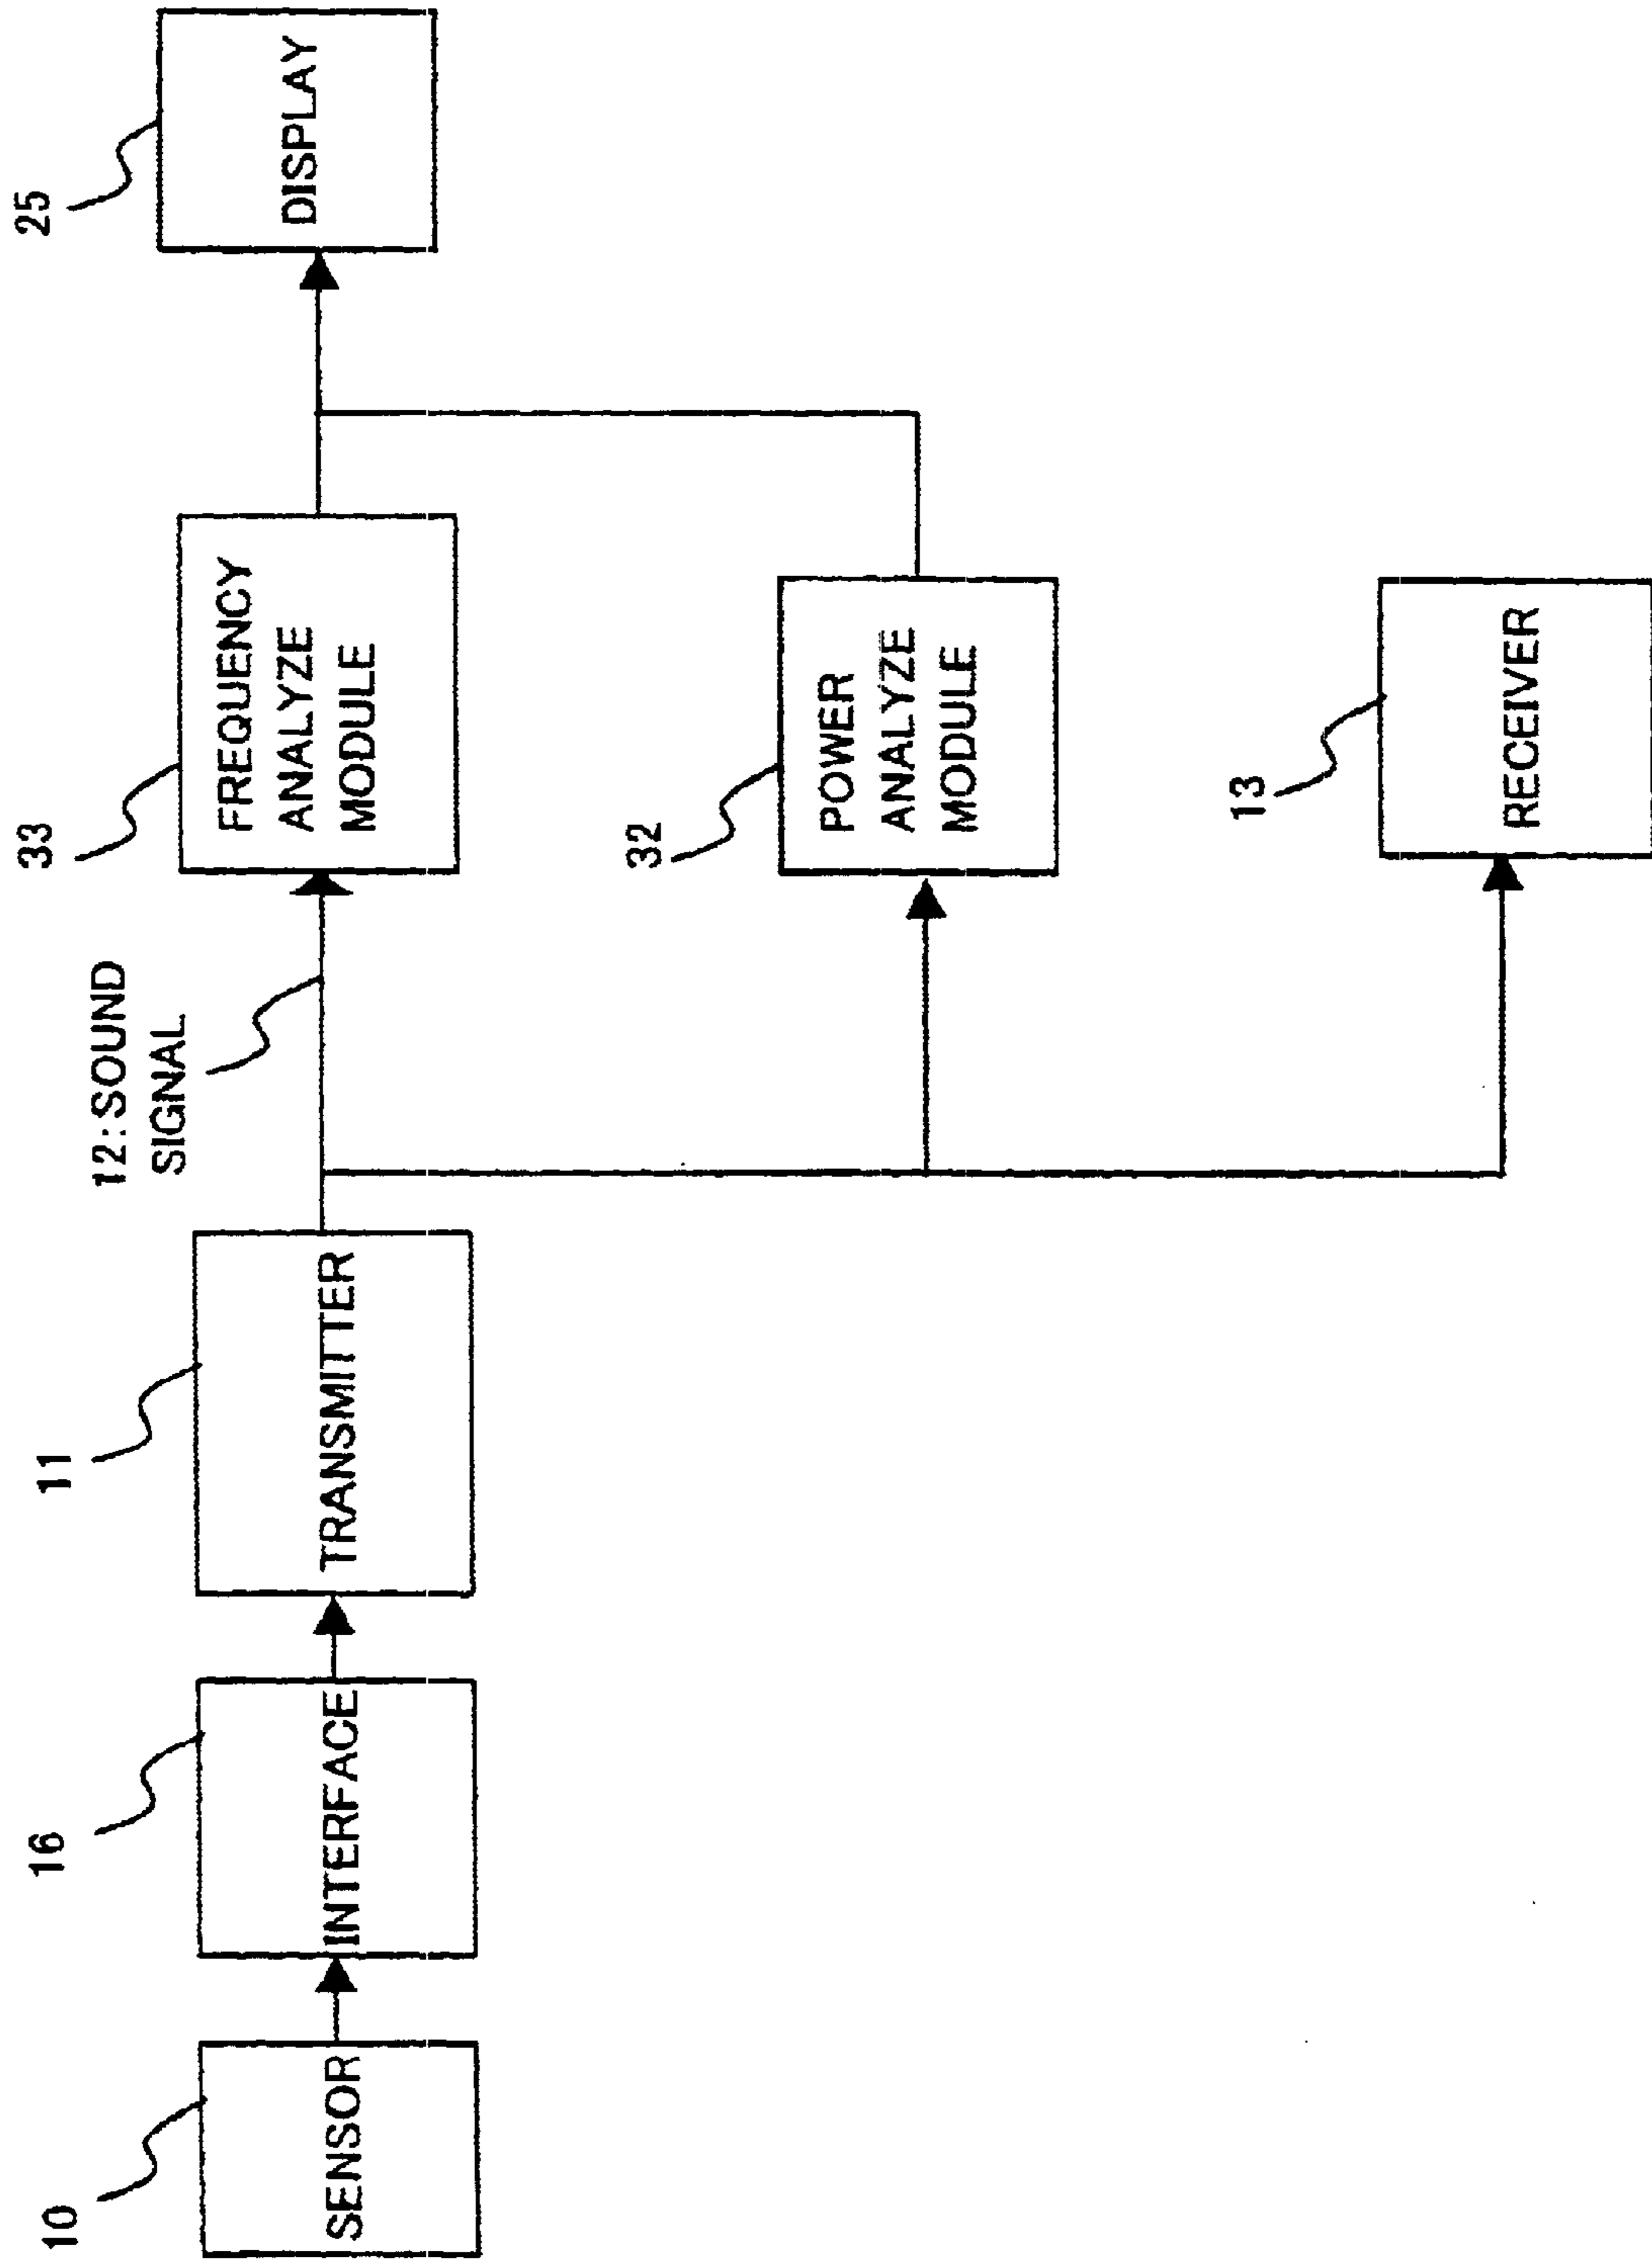 10
SENSOR
16
INTERFACE
11
TRANSMITTER
12:SOUND
SIGNAL
33
FREQUENCY
ANALYZE
MODULE
25
DISPLAY
32
POWER
ANALYZE
MODULE
13
RECEIVER